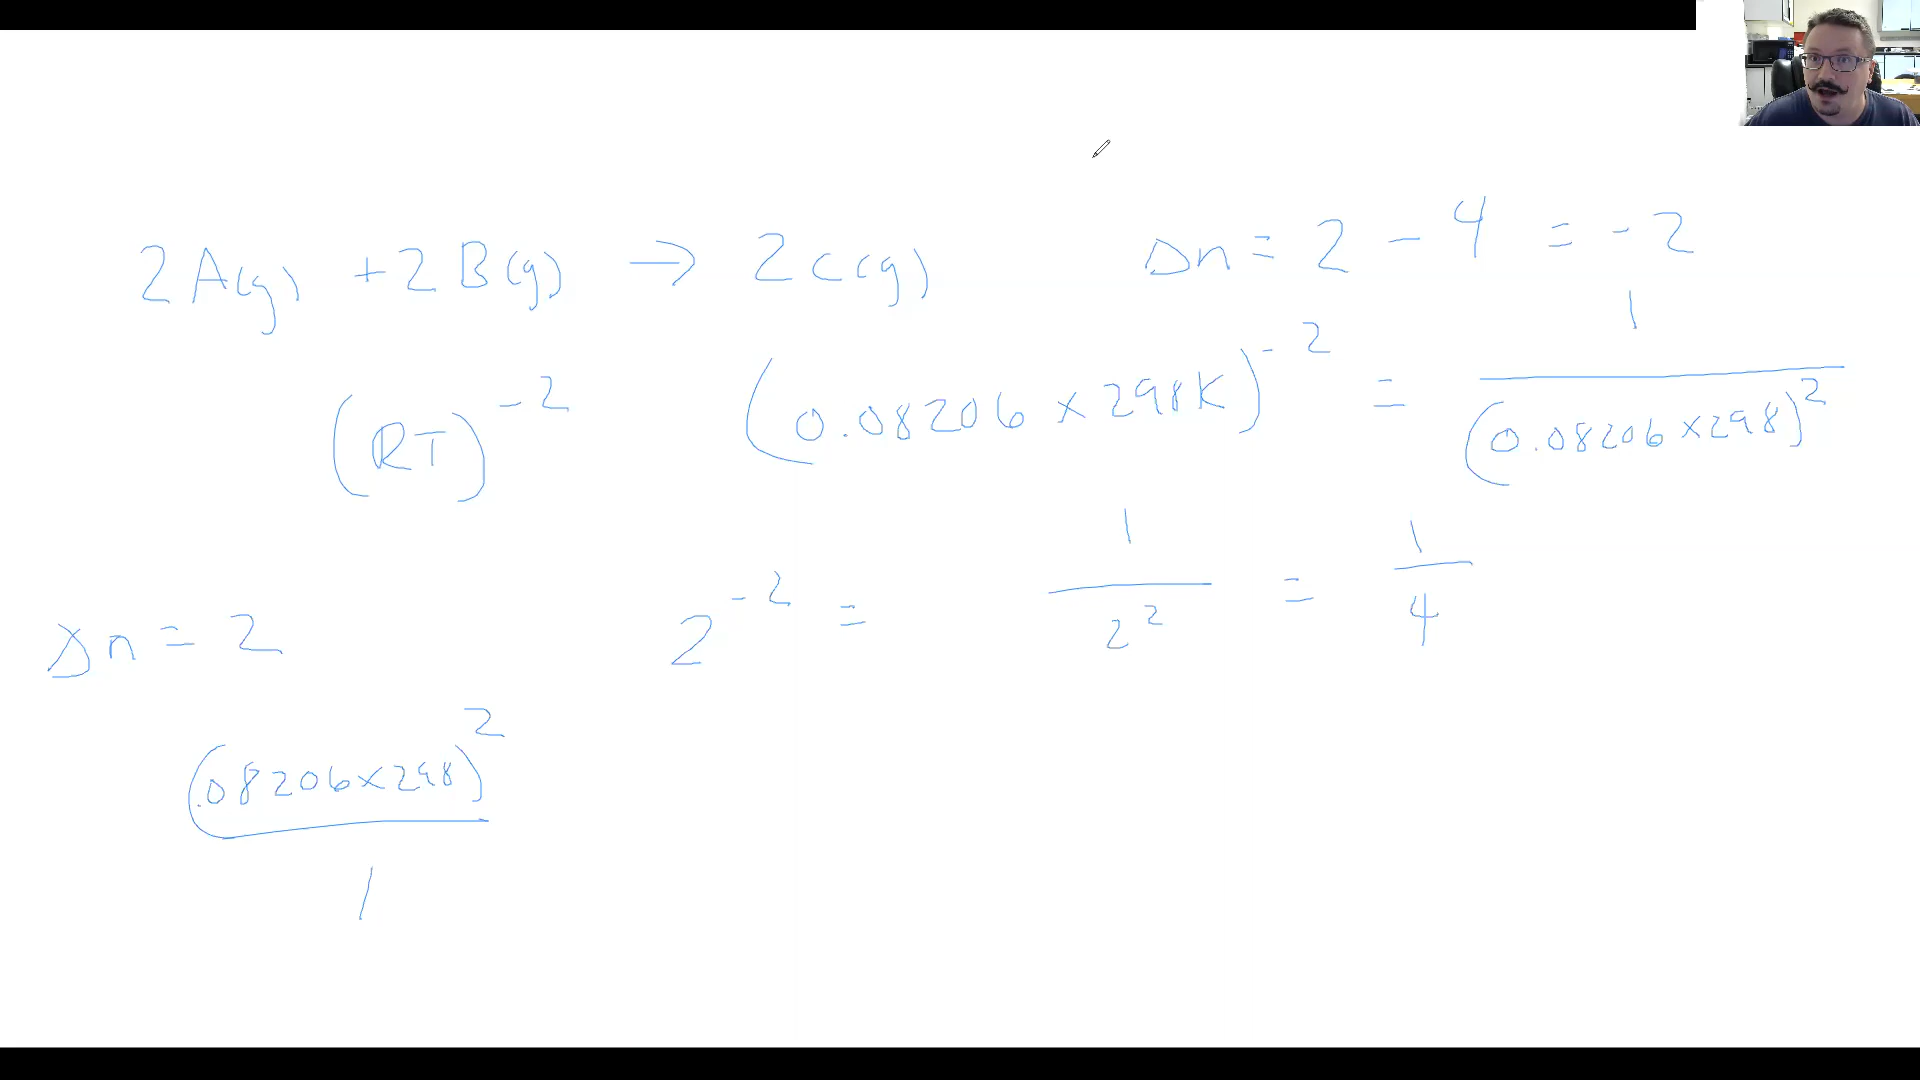 2A(g) + 2B(g) → 2C(g)
Δn = 2 - 4 = -2
(RT)^-2
(0.08206 x 298K)^-2 = 1/(0.08206 x 298)^2
Δn = 2
2^-2 = 1/2^2 = 1/4
(.08206 x 298)^2/1